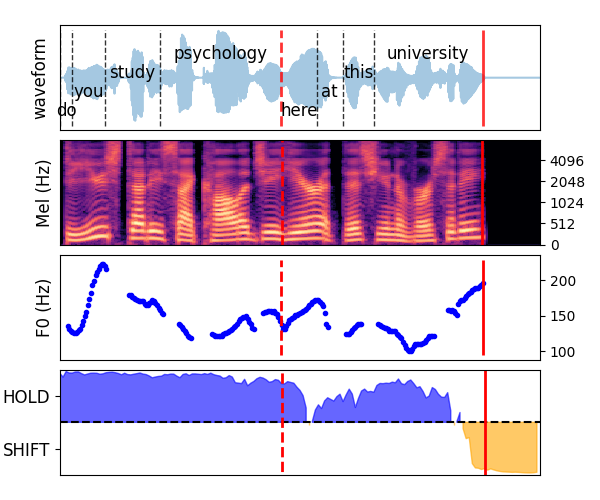 waveform
do you study psychology here at this university
Mel (Hz)
4096
2048
1024
512
0
F0 (Hz)
200
150
100
HOLD
SHIFT